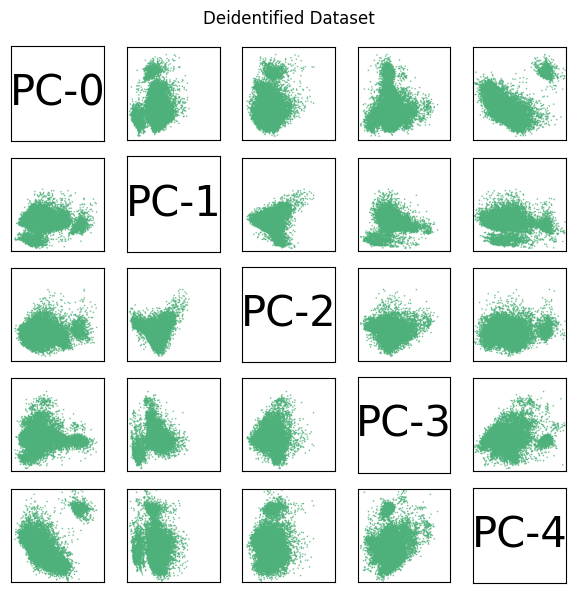 Deidentified Dataset
PC-0
PC-1
PC-2
PC-3
PC-4